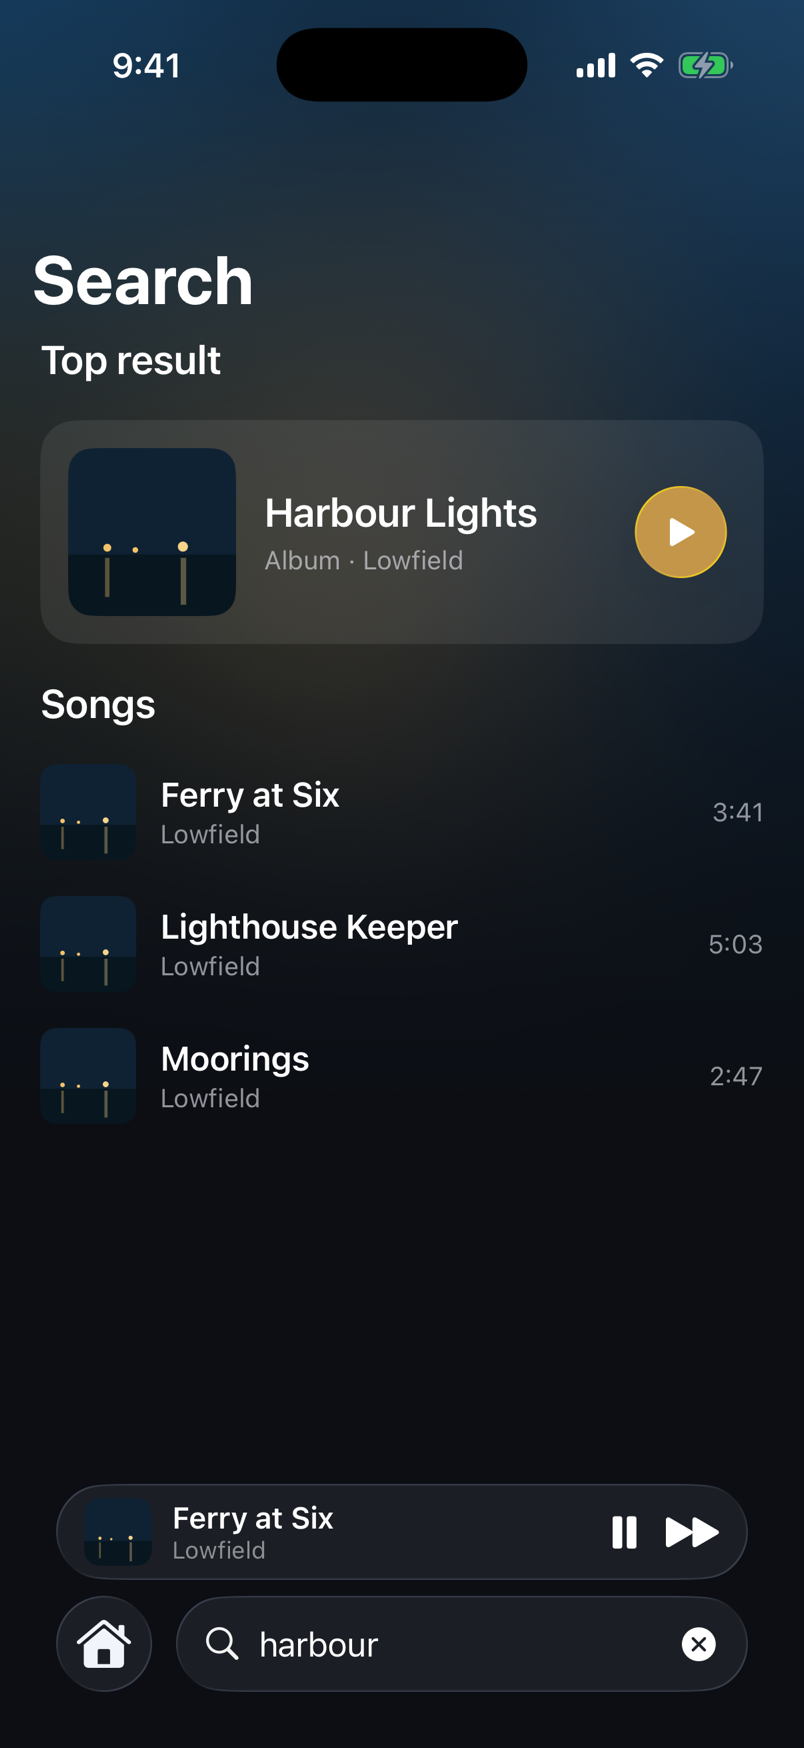 9:41
Search
Top result
Harbour Lights
Album · Lowfield
Songs
Ferry at Six
Lowfield
3:41
Lighthouse Keeper
Lowfield
5:03
Moorings
Lowfield
2:47
Ferry at Six
Lowfield
harbour